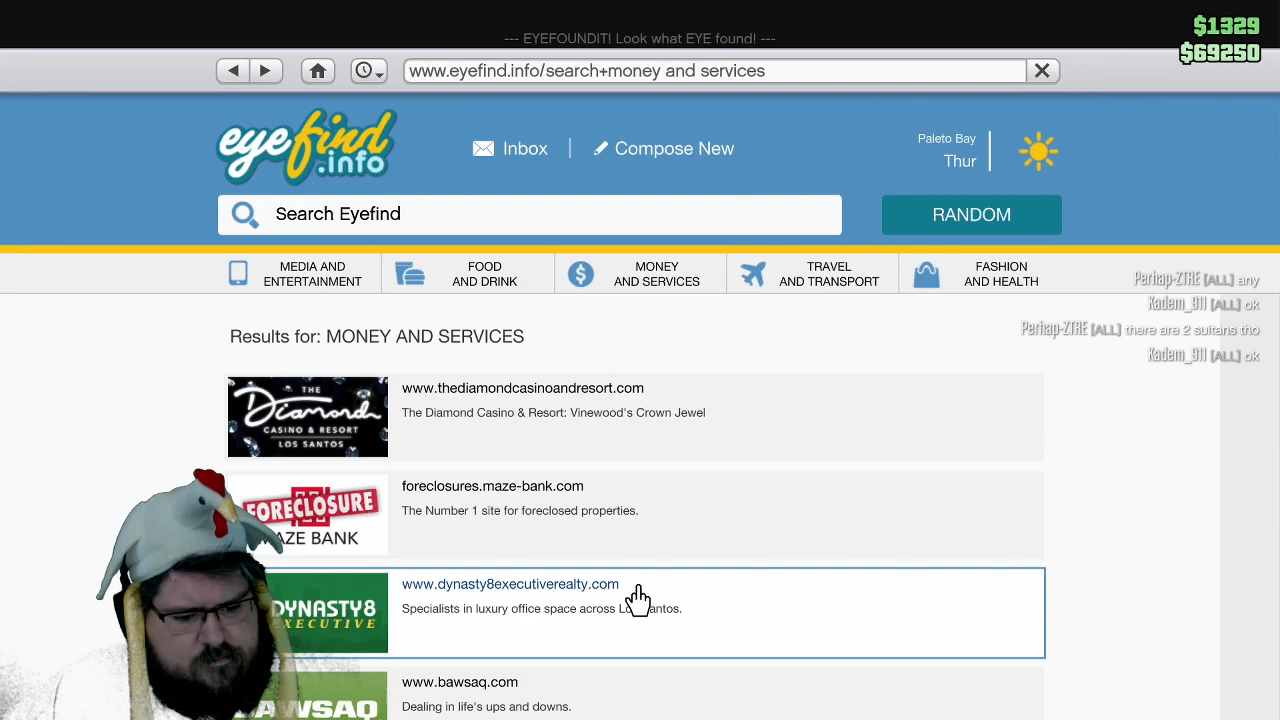 --- EYEFOUNDIT! Look what EYE found! ---
$1329
$69250
www.eyefind.info/search+money and services
eyefind
.info
Inbox
Compose New
Paleto Bay
Thur
Search Eyefind
RANDOM
MEDIA AND
ENTERTAINMENT
FOOD
AND DRINK
MONEY
AND SERVICES
TRAVEL
AND TRANSPORT
FASHION
AND HEALTH
Perhap-ZTRE [ALL] any
Kadem_911 [ALL] ok
Perhap-ZTRE [ALL] there are 2 sultans tho
Kadem_911 [ALL] ok
Results for: MONEY AND SERVICES
THE
Diamond
CASINO & RESORT
LOS SANTOS
www.thediamondcasinoandresort.com
The Diamond Casino & Resort: Vinewood's Crown Jewel
FORECLOSURE
MAZE BANK
foreclosures.maze-bank.com
The Number 1 site for foreclosed properties.
DYNASTY8
EXECUTIVE
www.dynasty8executiverealty.com
Specialists in luxury office space across Los Santos.
BAWSAQ
www.bawsaq.com
Dealing in life's ups and downs.